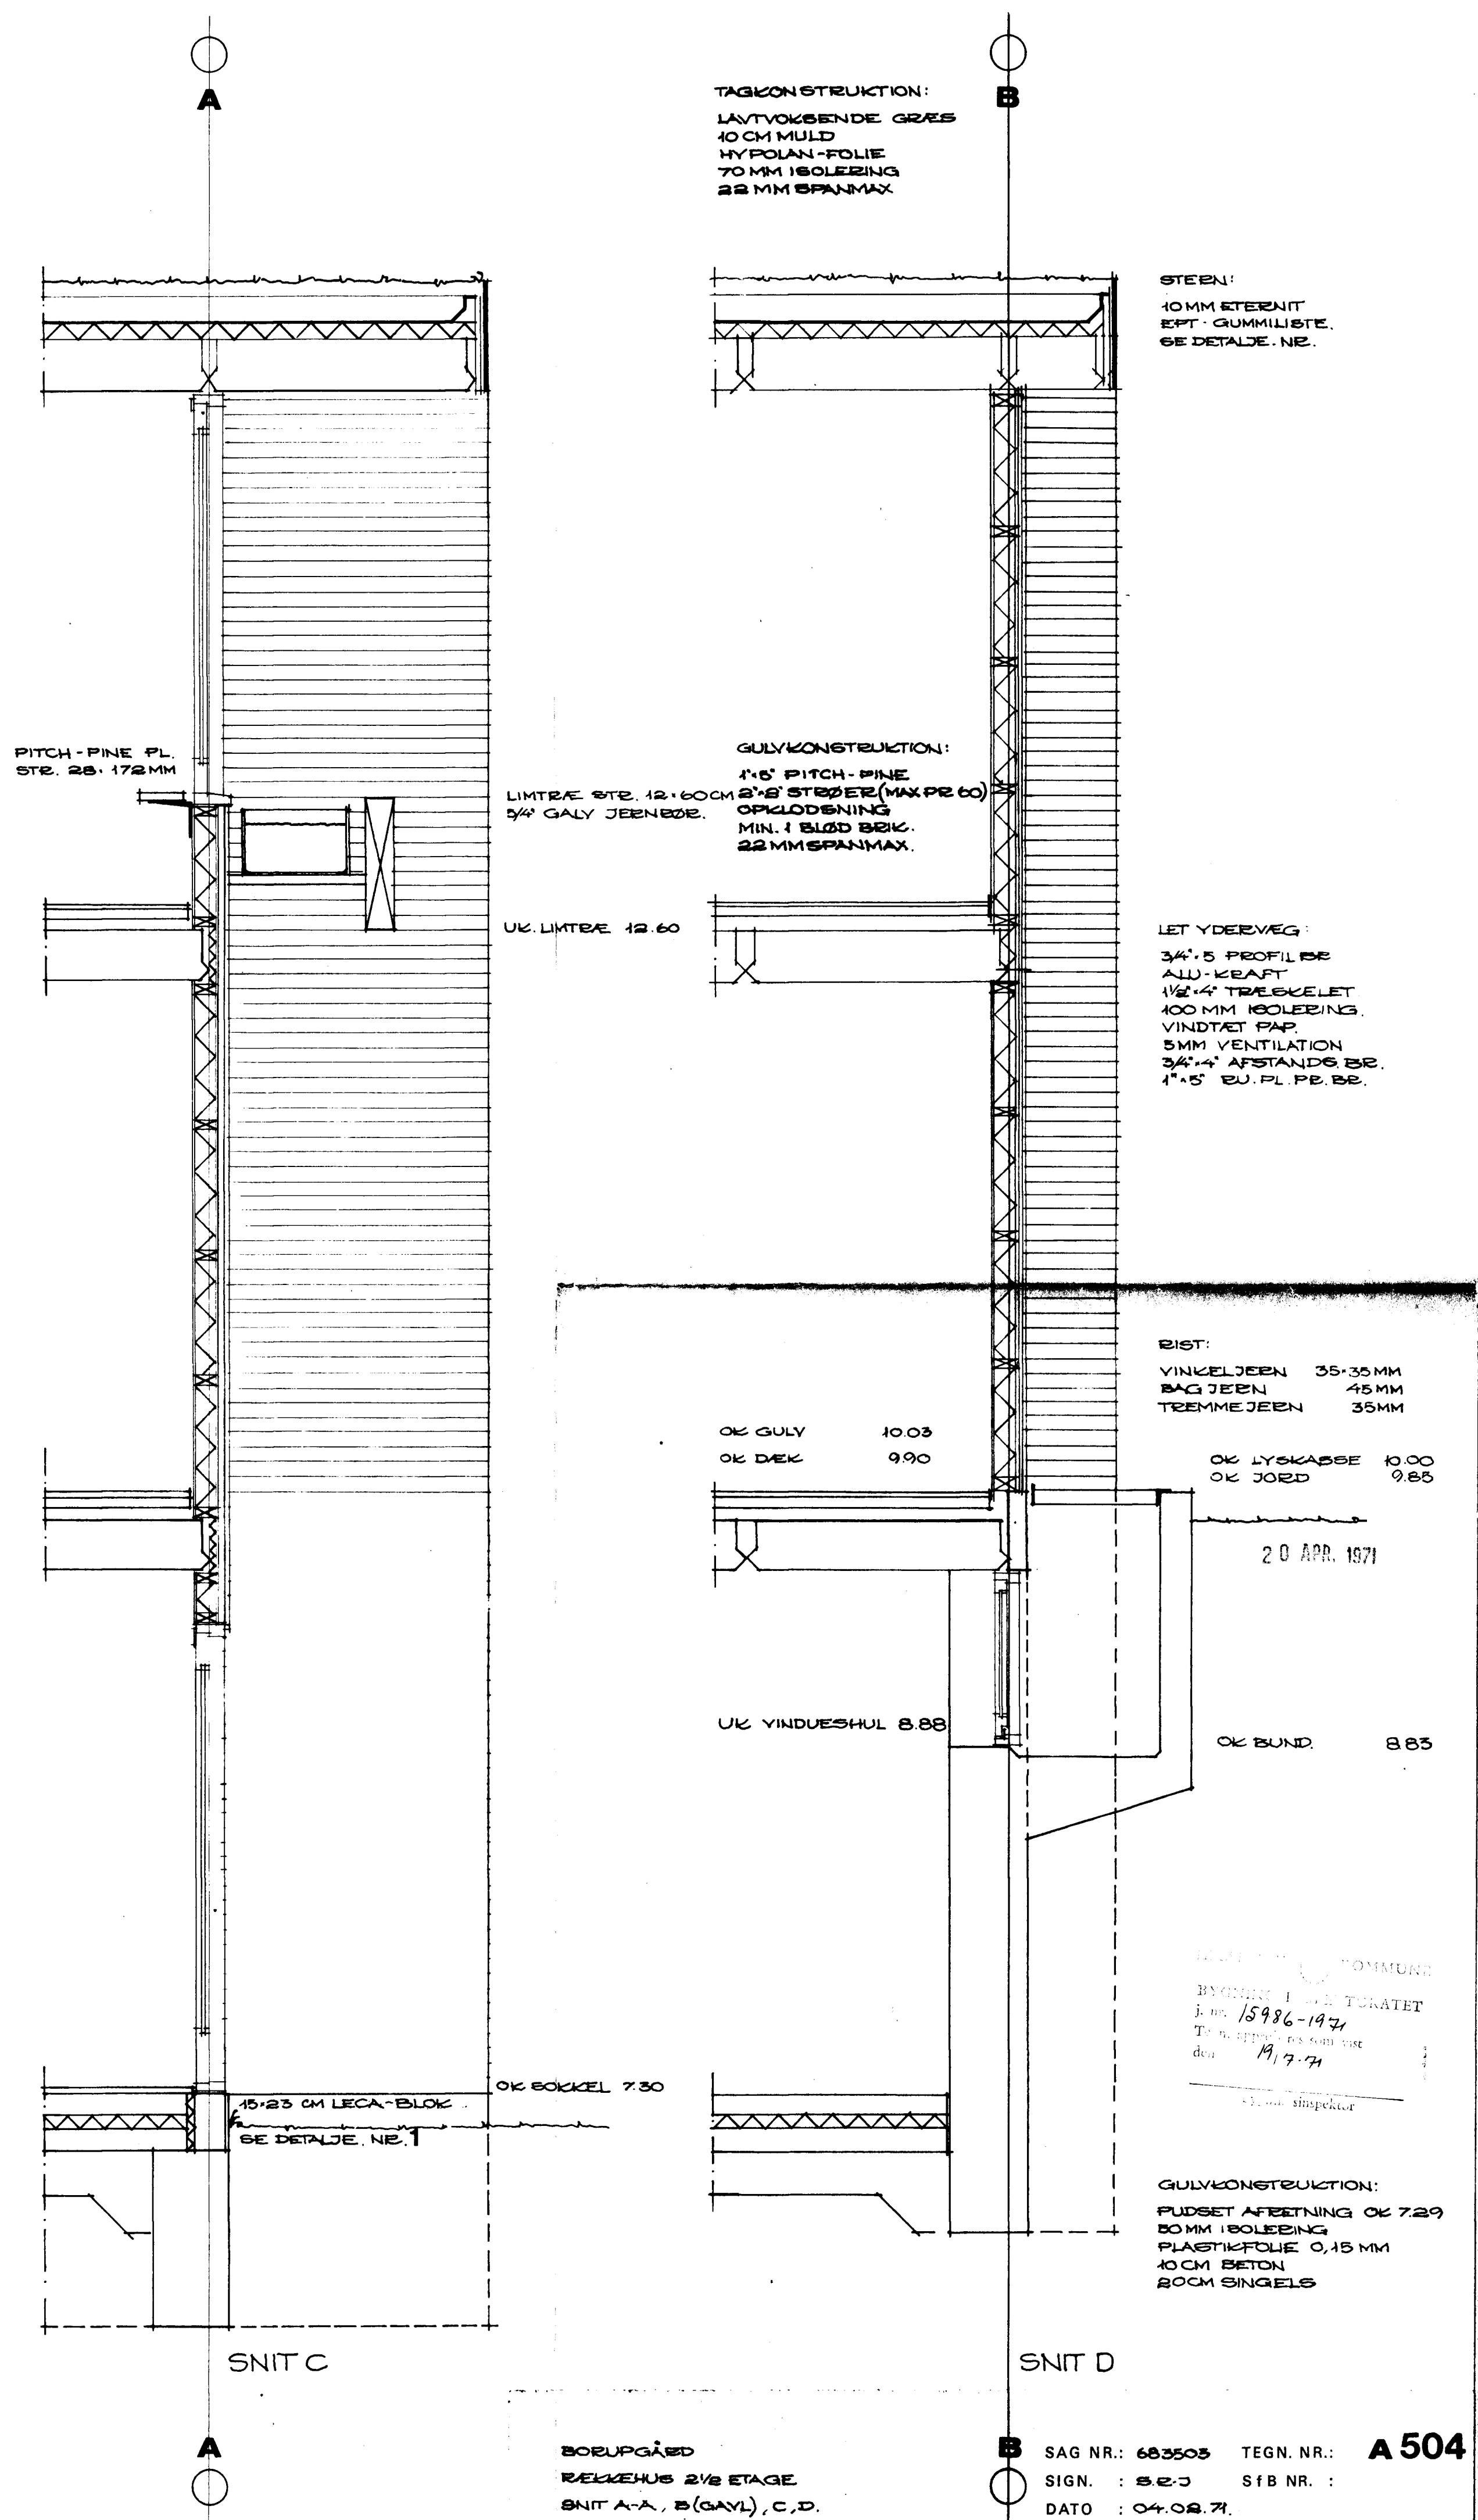 A
B
TAGKONSTRUKTION:
LAVTVOKSENDE GRÆS
10 CM MULD
HYPOLAN-FOLIE
70 MM ISOLERING
22 MM SPANMAX
STERN:
10 MM ETERNIT
EPT-GUMMILISTE.
SE DETALJE. NR.
PITCH-PINE PL.
STR. 28×172 MM
LIMTRÆ STR. 12×60 CM
3/4" GALV JERNRØR.
UK. LIMTRÆ 12.60
GULVKONSTRUKTION:
1"×5" PITCH-PINE
2"×2" STRØER (MAX PR 60)
OPKLODSNING
MIN. 1 BLØD BRIK.
22 MM SPANMAX.
LET YDERVÆG:
3/4"×5 PROFIL BR
ALU-KRAFT
1½"×4" TRÆSKELET
100 MM ISOLERING.
VINDTÆT PAP.
5 MM VENTILATION
3/4"×4" AFSTANDS. BR.
1"×5" RU. PL. PR. BR.
RIST:
VINKELJERN 35×35 MM
BAGJERN 45 MM
TREMMEJERN 35 MM
OK GULV 10.03
OK DÆK 9.90
OK LYSKASSE 10.00
OK JORD 9.85
20 APR. 1971
UK VINDUESHUL 8.88
OK BUND. 8.83
KOMMUNE
j. nr. 15986-1971
som vist
den 19/7-71
OK SOKKEL 7.30
15×23 CM LECA-BLOK
SE DETALJE. NR. 1
GULVKONSTRUKTION:
PUDSET AFRETNING OK 7.29
50 MM ISOLERING
PLASTIKFOLIE 0,15 MM
10 CM BETON
20 CM SINGELS
SNIT C
SNIT D
A
B
BORUPGÅRD
RÆKKEHUS 2½ ETAGE
SNIT A-A, B(GAVL), C, D.
SAG NR.: 683503 TEGN. NR.: A 504
SIGN. : S.R.J SfB NR. :
DATO : 04.02.71.